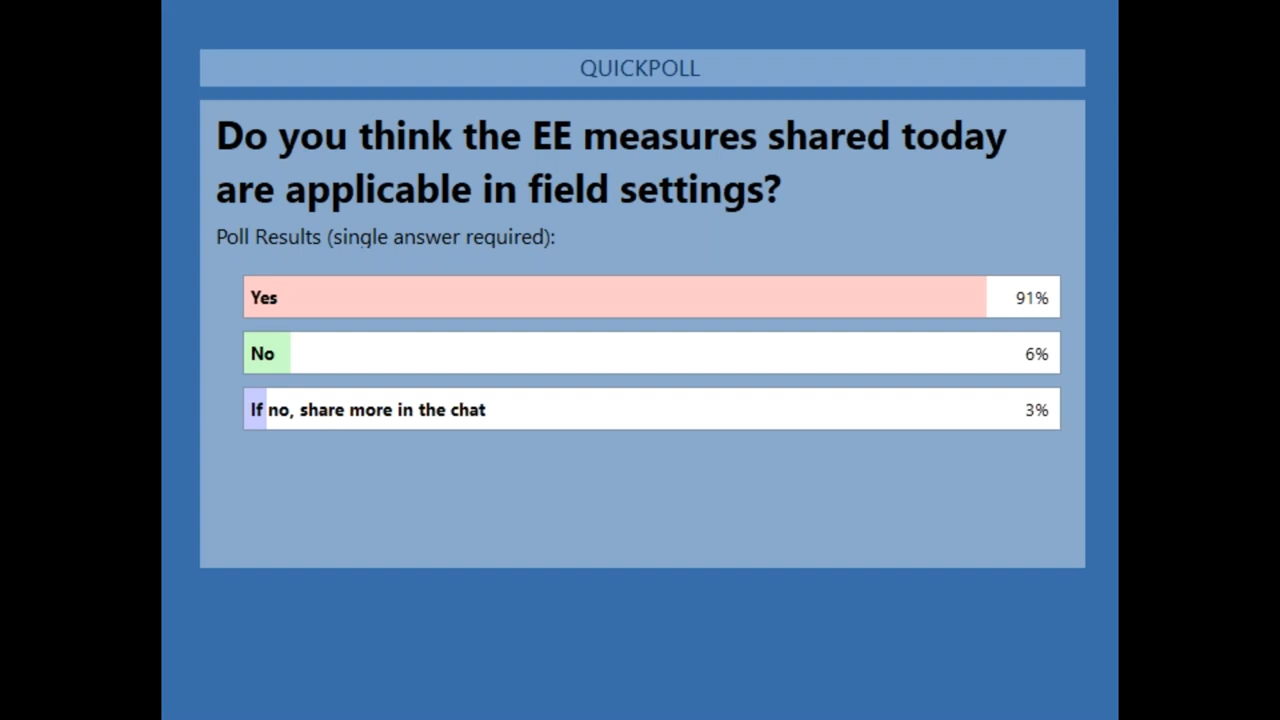 QUICKPOLL
Do you think the EE measures shared today
are applicable in field settings?
Poll Results (single answer required):
Yes 91%
No 6%
If no, share more in the chat 3%